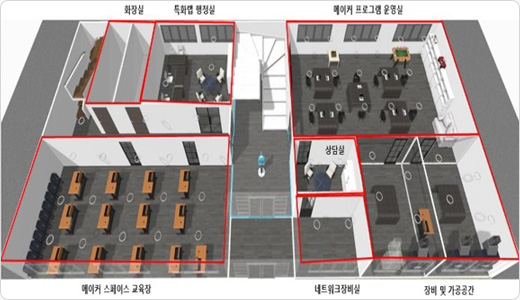 화장실
특화랩 행정실
메이커 프로그램 운영실
상담실
메이커 스페이스 교육장
네트워크장비실
장비 및 가공공간